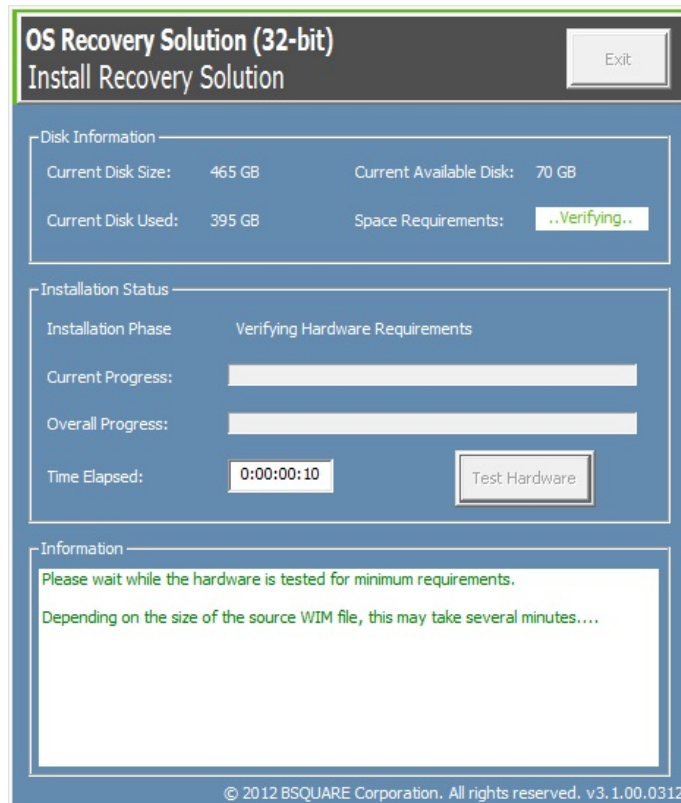 OS Recovery Solution (32-bit)
Install Recovery Solution
Exit
Disk Information
Current Disk Size: 465 GB Current Available Disk: 70 GB
Current Disk Used: 395 GB Space Requirements: ..Verifying..
Installation Status
Installation Phase Verifying Hardware Requirements
Current Progress:
Overall Progress:
Time Elapsed: 0:00:00:10 Test Hardware
Information
Please wait while the hardware is tested for minimum requirements.
Depending on the size of the source WIM file, this may take several minutes....
© 2012 BSQUARE Corporation. All rights reserved. v3.1.00.0312